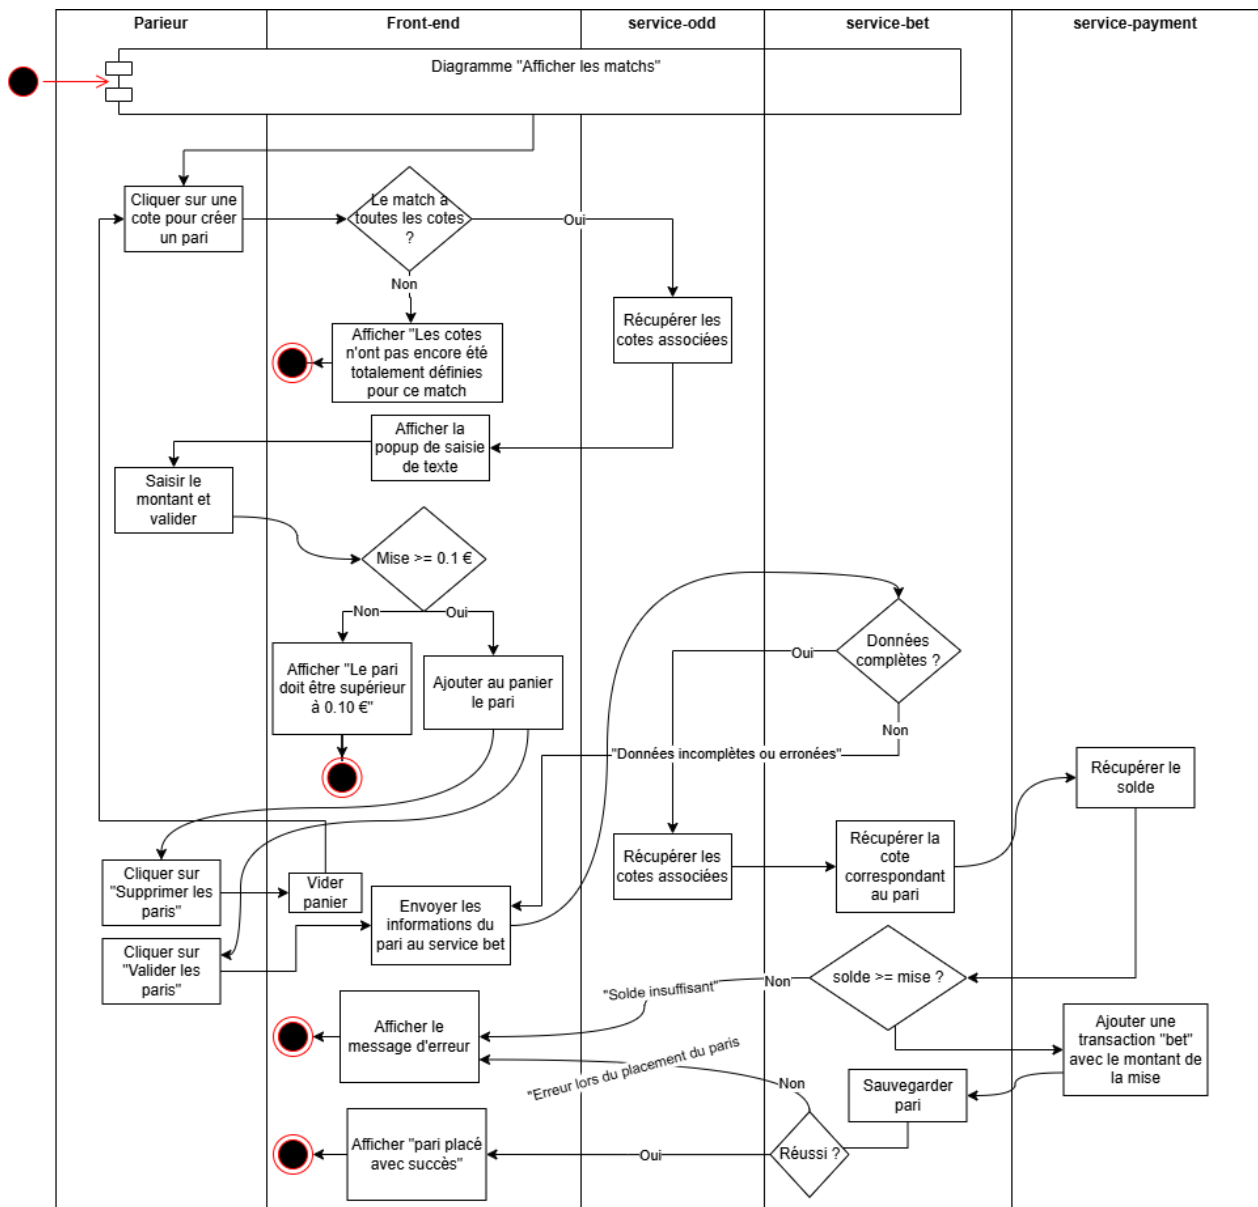 Parieur
Front-end
service-odd
service-bet
service-payment
Diagramme "Afficher les matchs"
Cliquer sur une
cote pour créer
un pari
Le match à
toutes les cotes
?
Oui
Non
Récupérer les
cotes associées
Afficher "Les cotes
n'ont pas encore été
totalement définies
pour ce match
Afficher la
popup de saisie
de texte
Saisir le
montant et
valider
Mise >= 0.1 €
Non
Oui
Données
complètes ?
Oui
Non
Afficher "Le pari
doit être supérieur
à 0.10 €"
Ajouter au panier
le pari
"Données incomplètes ou erronées"
Récupérer le
solde
Récupérer les
cotes associées
Récupérer la
cote
correspondant
au pari
Cliquer sur
"Supprimer les
paris"
Vider
panier
Envoyer les
informations du
pari au service bet
Cliquer sur
"Valider les
paris"
solde >= mise ?
Non
"Solde insuffisant"
Afficher le
message d'erreur
Ajouter une
transaction "bet"
avec le montant de
la mise
"Erreur lors du placement du paris
Non
Sauvegarder
pari
Afficher "pari placé
avec succès"
Oui
Réussi ?